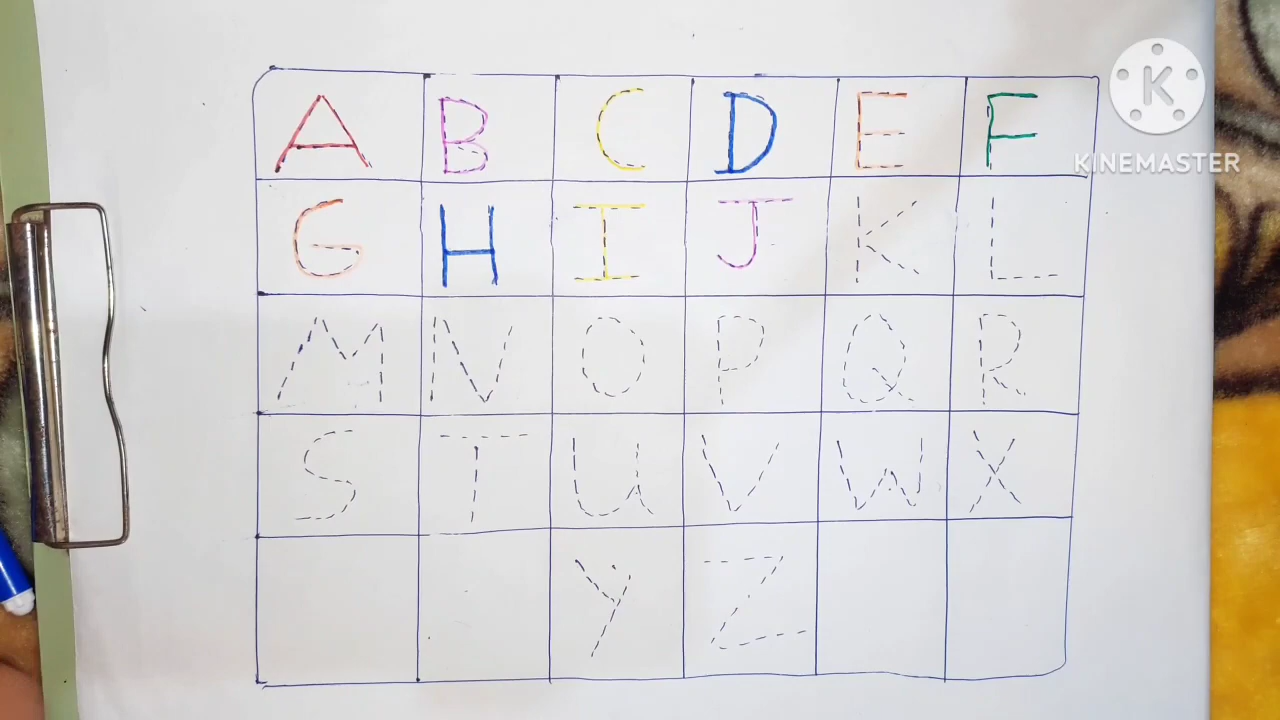 A B C D E F
G H I J K L
M N O P Q R
S T U V W X
Y Z
K
KINEMASTER